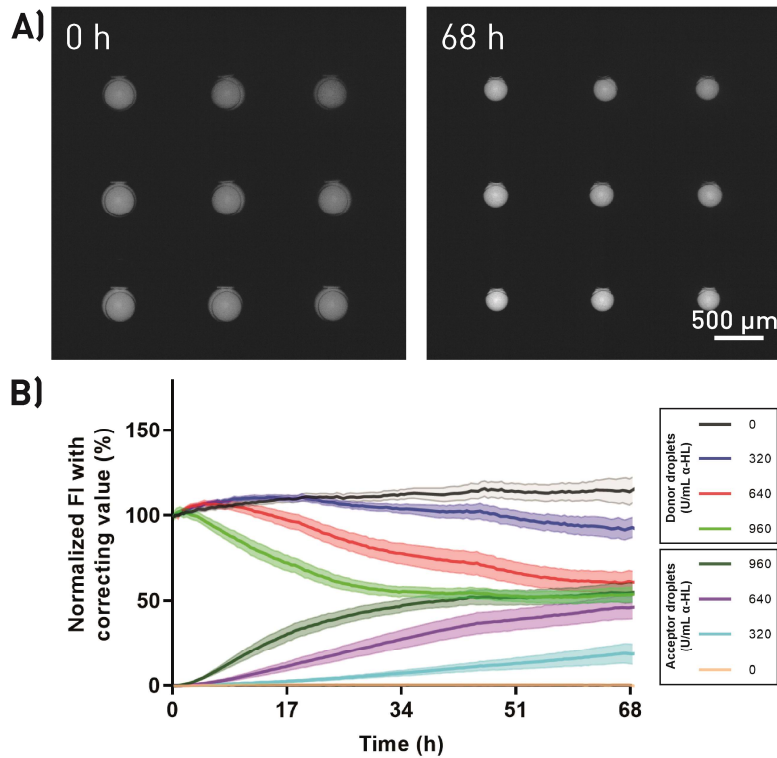 A)
0 h
68 h
500 µm
B)
Normalized FI with
correcting value (%)
150
100
50
0
0
17
34
51
68
Time (h)
Donor droplets
(U/mL α-HL)
0
320
640
960
Acceptor droplets
(U/mL α-HL)
960
640
320
0